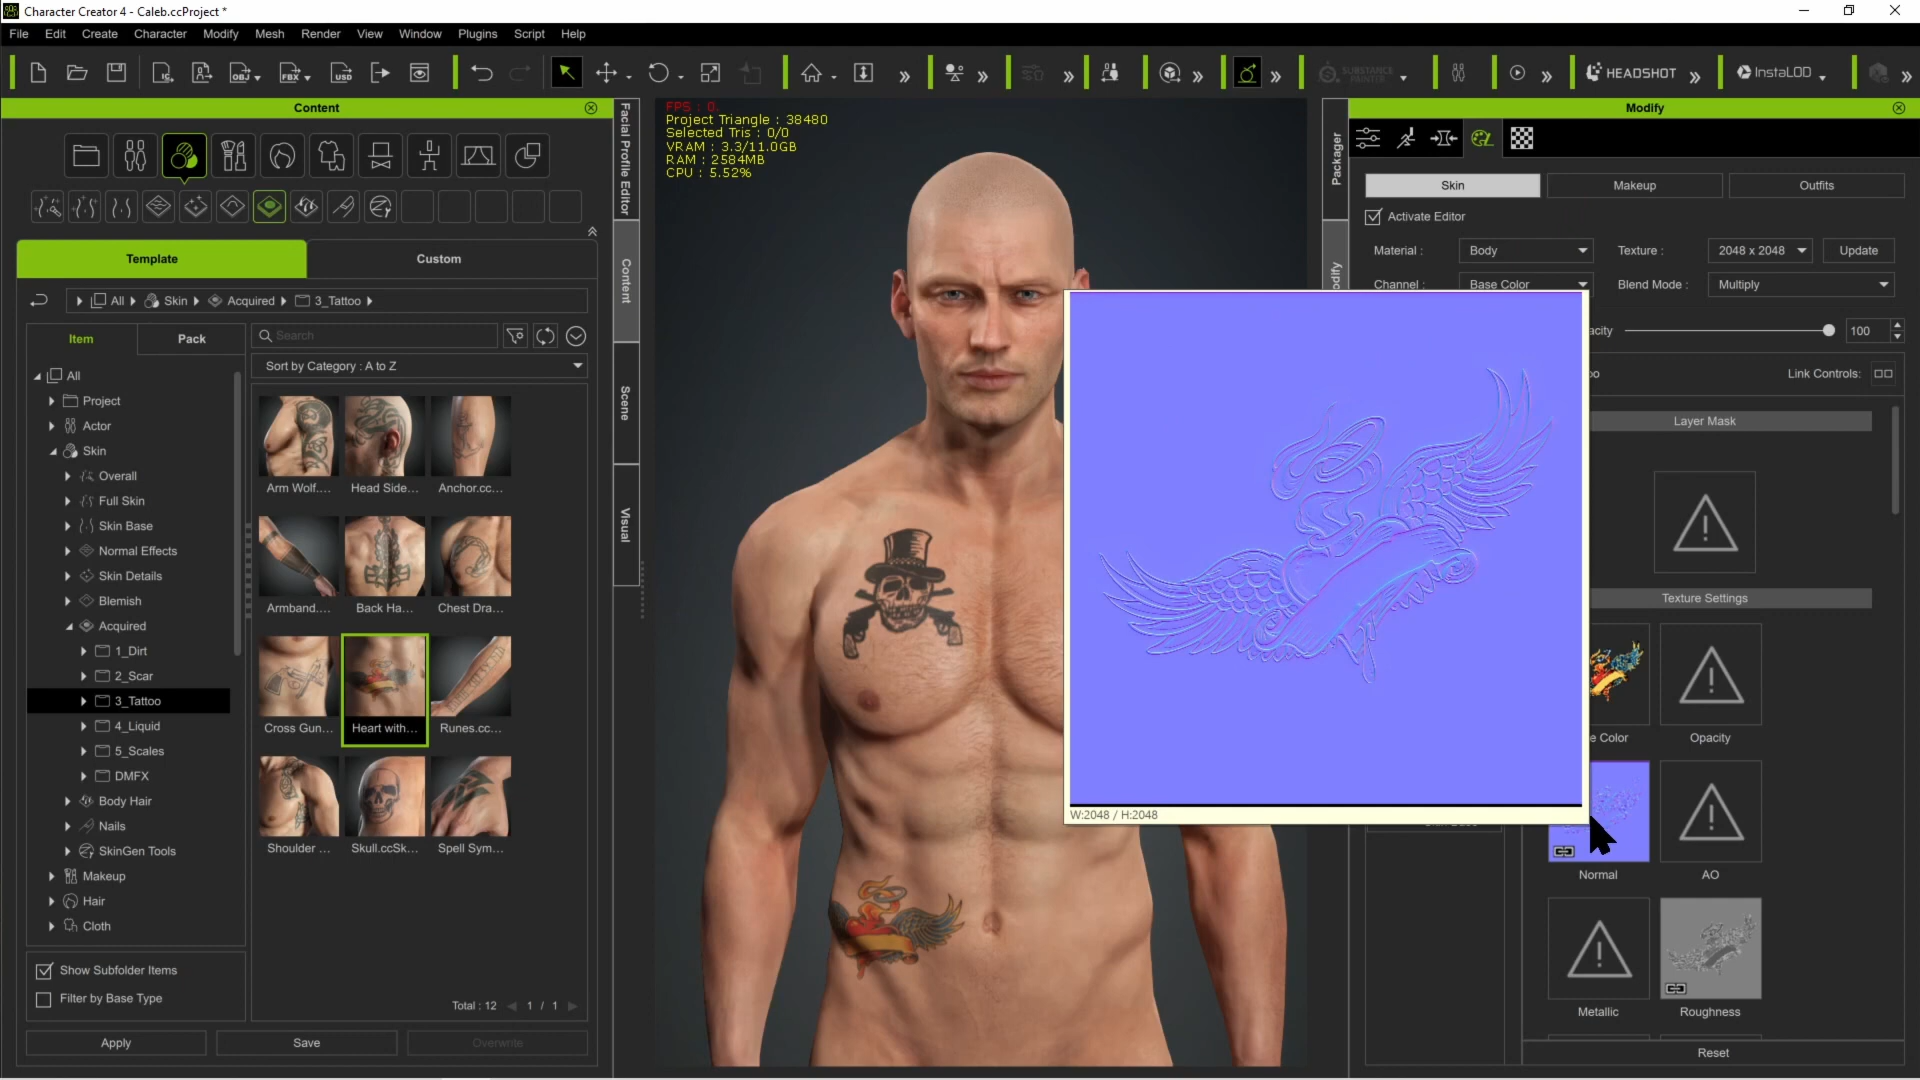 Character Creator 4 - Caleb.ccProject *
File Edit Create Character Modify Mesh Render View Window Plugins Script Help
HEADSHOT
InstaLOD
SUBSTANCE PAINTER
Content
Template
Custom
All Skin Acquired 3_Tattoo
Item
Pack
Search
Sort by Category : A to Z
All
Project
Actor
Skin
Overall
Full Skin
Skin Base
Normal Effects
Skin Details
Blemish
Acquired
1_Dirt
2_Scar
3_Tattoo
4_Liquid
5_Scales
DMFX
Body Hair
Nails
SkinGen Tools
Makeup
Hair
Cloth
Arm Wolf.... Head Side... Anchor.cc...
Armband.... Back Ha... Chest Dra...
Cross Gun... Heart with... Runes.cc...
Shoulder ... Skull.ccSk... Spell Sym...
Show Subfolder Items
Filter by Base Type
Total : 12 1 / 1
Apply
Save
Overwrite
Facial Profile Editor
Content
Scene
Visual
FPS : 0.
Project Triangle : 38480
Selected Tris : 0/0
VRAM : 3.3/11.0GB
RAM : 2584MB
CPU : 5.52%
W:2048 / H:2048
Packager
Modify
Skin
Makeup
Outfits
Activate Editor
Material : Body
Texture : 2048 x 2048
Update
Channel : Base Color
Blend Mode : Multiply
acity
100
oo
Link Controls:
Layer Mask
Texture Settings
e Color
Opacity
Normal
AO
Metallic
Roughness
Reset